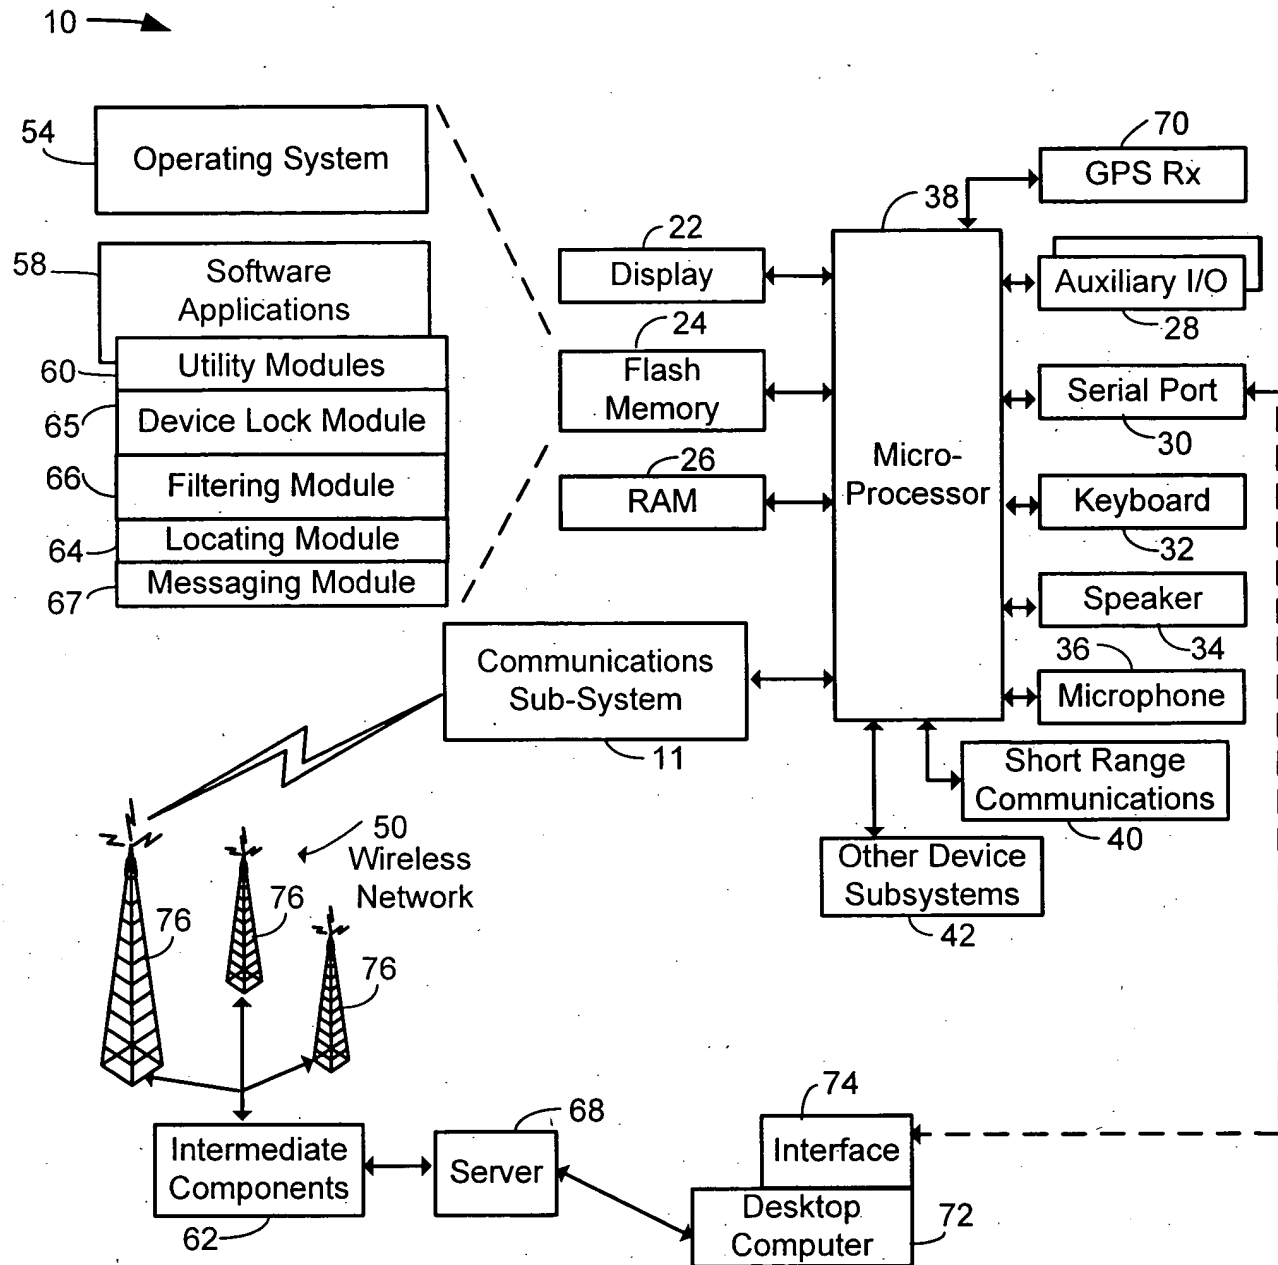 10
54
Operating System
58
Software
Applications
60
Utility Modules
65
Device Lock Module
66
Filtering Module
64
Locating Module
67
Messaging Module
22
Display
24
Flash
Memory
26
RAM
38
Micro-
Processor
70
GPS Rx
Auxiliary I/O
28
Serial Port
30
Keyboard
32
Speaker
34
36
Microphone
Communications
Sub-System
11
Short Range
Communications
40
Other Device
Subsystems
42
50
Wireless
Network
76
76
76
Intermediate
Components
62
68
Server
74
Interface
Desktop
Computer
72